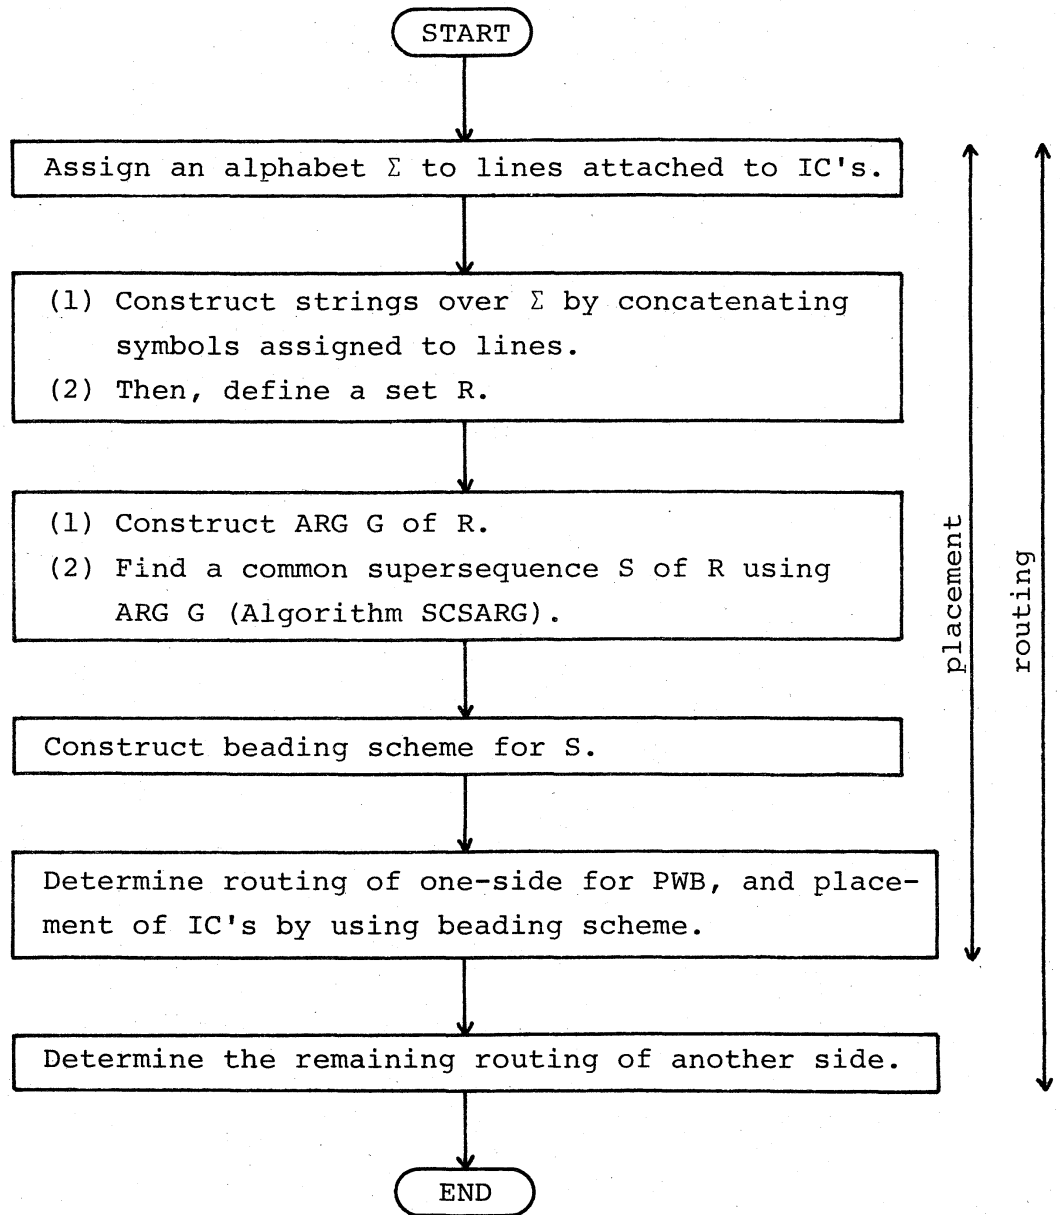 START
Assign an alphabet Σ to lines attached to IC's.
(1) Construct strings over Σ by concatenating
symbols assigned to lines.
(2) Then, define a set R.
(1) Construct ARG G of R.
(2) Find a common supersequence S of R using
ARG G (Algorithm SCSARG).
Construct beading scheme for S.
Determine routing of one-side for PWB, and place-
ment of IC's by using beading scheme.
Determine the remaining routing of another side.
END
placement
routing